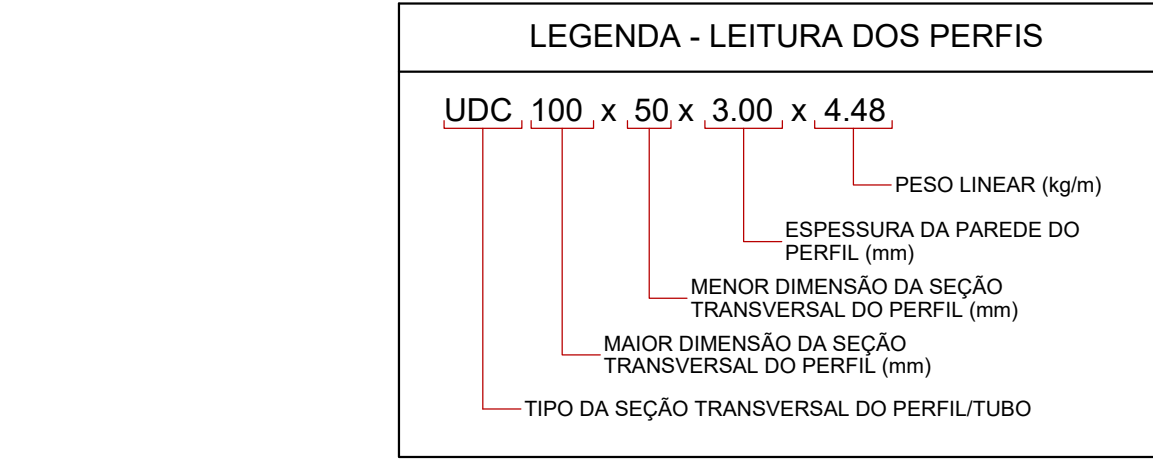 LEGENDA - LEITURA DOS PERFIS
UDC 100 x 50 x 3.00 x 4.48
PESO LINEAR (kg/m)
ESPESSURA DA PAREDE DO
PERFIL (mm)
MENOR DIMENSÃO DA SEÇÃO
TRANSVERSAL DO PERFIL (mm)
MAIOR DIMENSÃO DA SEÇÃO
TRANSVERSAL DO PERFIL (mm)
TIPO DA SEÇÃO TRANSVERSAL DO PERFIL/TUBO